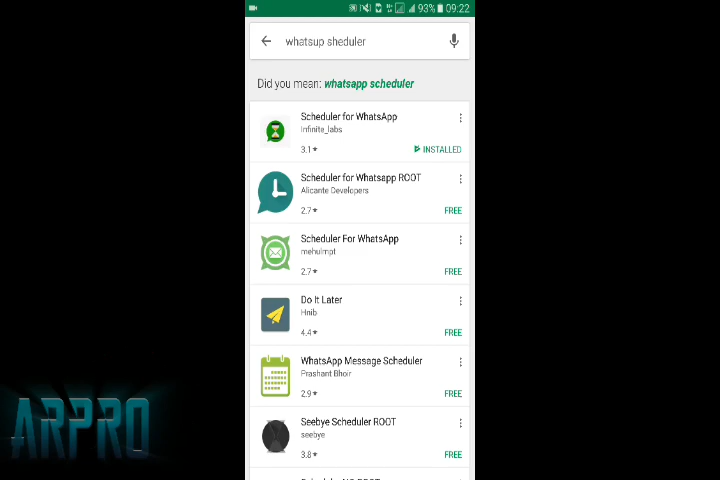 93% 09:22
whatsup sheduler
Did you mean: whatsapp scheduler
Scheduler for WhatsApp
Infinite_labs
3.1★
INSTALLED
Scheduler for Whatsapp ROOT
Alicante Developers
2.7★
FREE
Scheduler For WhatsApp
mehulmpt
2.7★
FREE
Do It Later
Hnib
4.4★
FREE
WhatsApp Message Scheduler
Prashant Bhoir
2.9★
FREE
Seebye Scheduler ROOT
seebye
3.8★
FREE
ARPRO